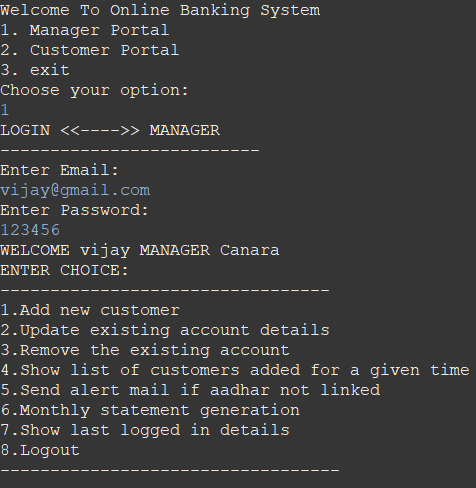 Welcome To Online Banking System
1. Manager Portal
2. Customer Portal
3. exit
Choose your option:
1
LOGIN <<---->> MANAGER
--------------------------
Enter Email:
vijay@gmail.com
Enter Password:
123456
WELCOME vijay MANAGER Canara
ENTER CHOICE:
---------------------------------
1.Add new customer
2.Update existing account details
3.Remove the existing account
4.Show list of customers added for a given time
5.Send alert mail if aadhar not linked
6.Monthly statement generation
7.Show last logged in details
8.Logout
----------------------------------